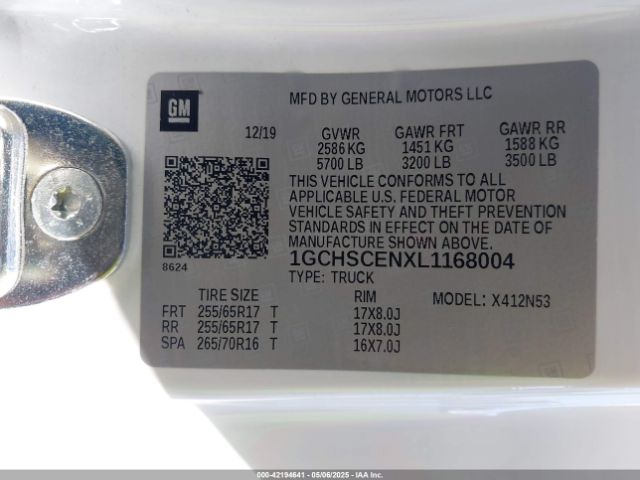 GM
MFD BY GENERAL MOTORS LLC
12/19 GVWR GAWR FRT GAWR RR
2586 KG 1451 KG 1588 KG
5700 LB 3200 LB 3500 LB
THIS VEHICLE CONFORMS TO ALL
APPLICABLE U.S. FEDERAL MOTOR
VEHICLE SAFETY AND THEFT PREVENTION
STANDARDS IN EFFECT ON THE DATE OF
MANUFACTURE SHOWN ABOVE.
8624 1GCHSCENXL1168004
TYPE: TRUCK
TIRE SIZE RIM MODEL: X412N53
FRT 255/65R17 T 17X8.0J
RR 255/65R17 T 17X8.0J
SPA 265/70R16 T 16X7.0J
000-42194641 - 05/06/2025 - IAAI.COM